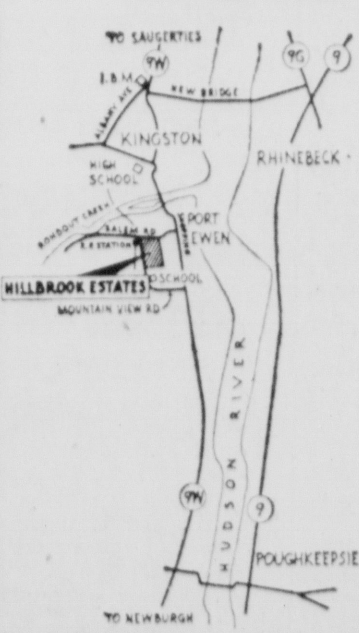 TO SAUGERTIES
9W
9G
9
I.B.M.
NEW BRIDGE
ALBANY AVE
KINGSTON
RHINEBECK
HIGH
SCHOOL
RONDOUT CREEK
PORT
EWEN
BROADWAY
SALEM RD
R.R. STATION
HILLBROOK ESTATES
SCHOOL
MOUNTAIN VIEW RD
HUDSON RIVER
9W
9
POUGHKEEPSIE
TO NEWBURGH